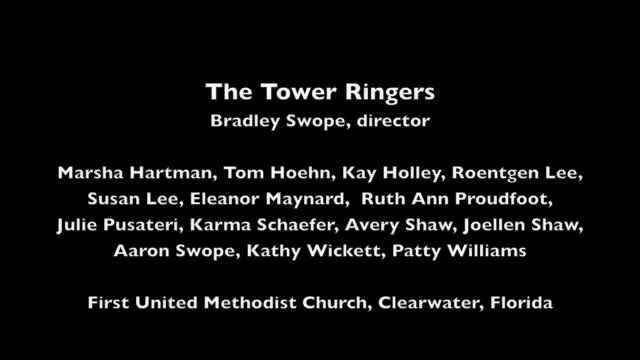 The Tower Ringers
Bradley Swope, director
Marsha Hartman, Tom Hoehn, Kay Holley, Roentgen Lee,
Susan Lee, Eleanor Maynard,  Ruth Ann Proudfoot,
Julie Pusateri, Karma Schaefer, Avery Shaw, Joellen Shaw,
Aaron Swope, Kathy Wickett, Patty Williams
First United Methodist Church, Clearwater, Florida